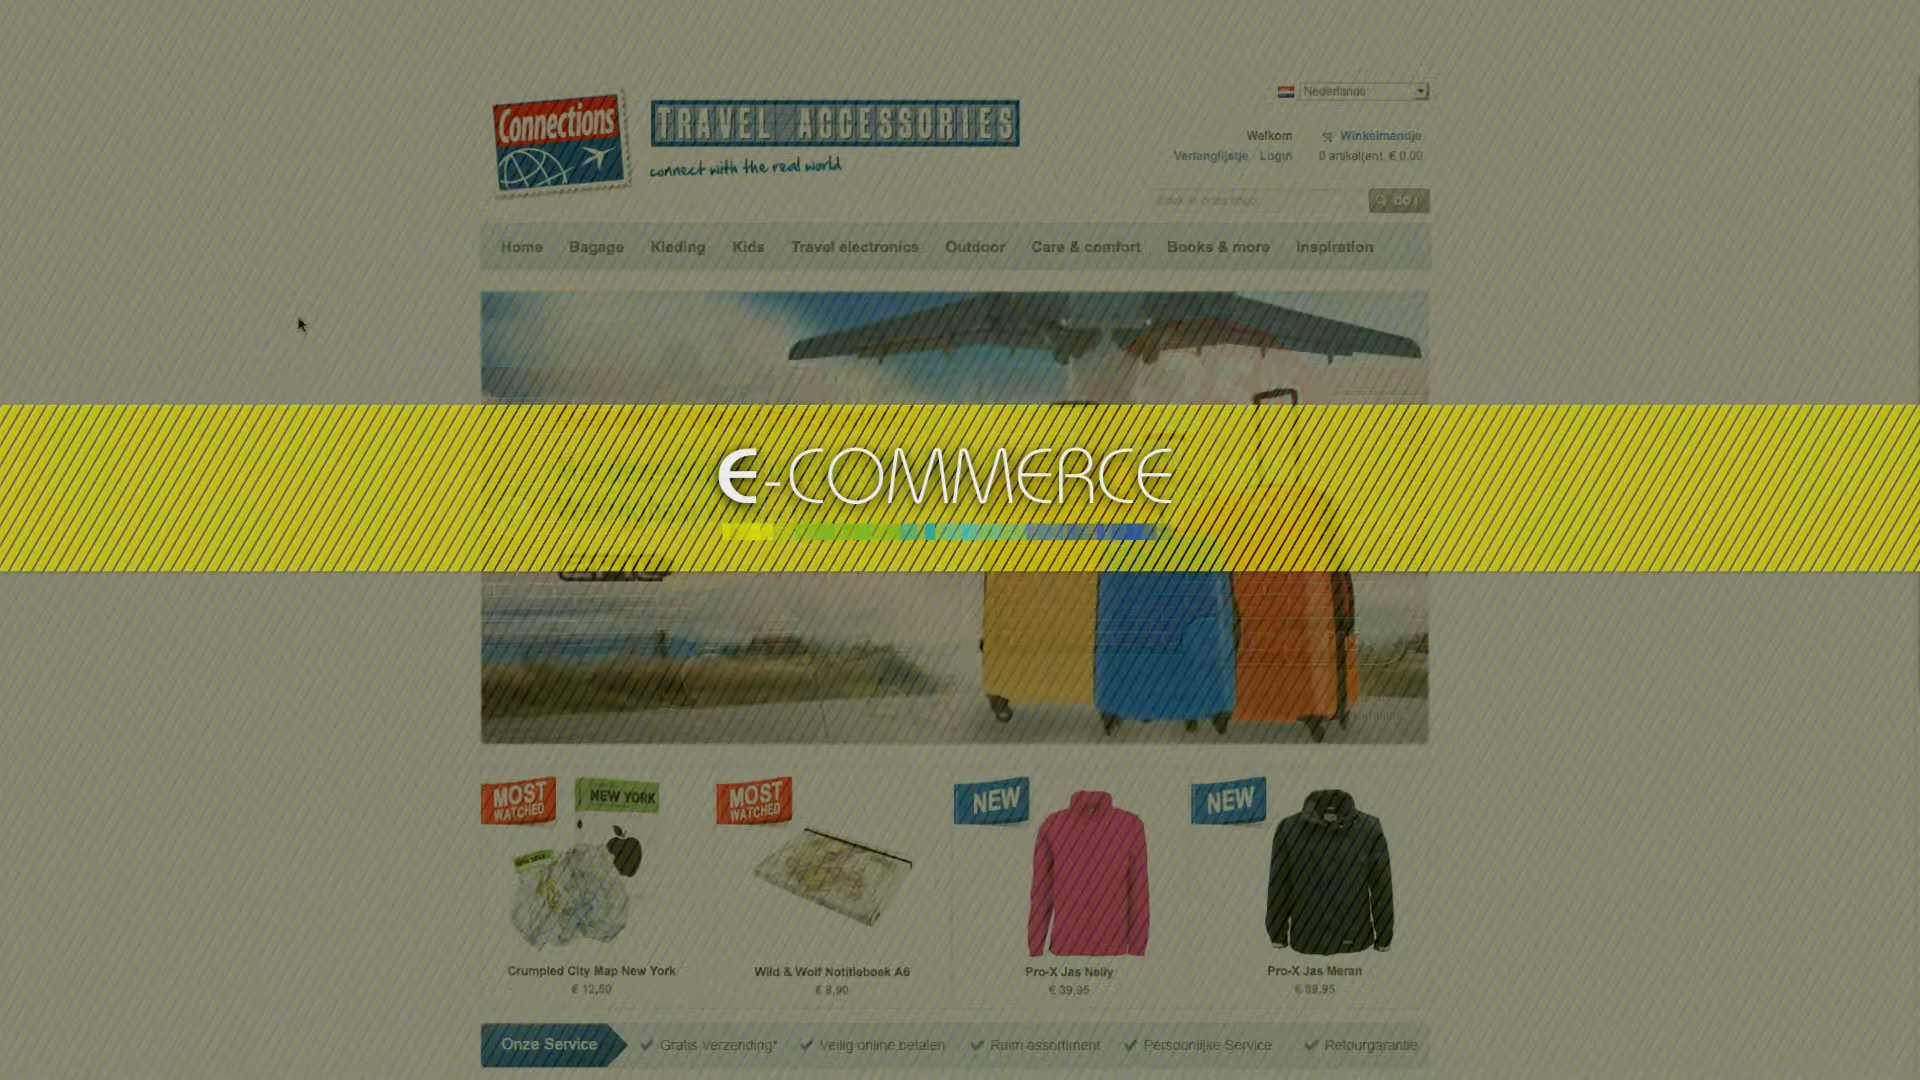 Connections
TRAVEL ACCESSORIES
connect with the real world
Nederlands
Welkom
Winkelmandje
Verlanglijstje · Login
0 artikel(en), € 0.00
GO !
Home Bagage Kleding Kids Travel electronics Outdoor Care & comfort Books & more Inspiration
E-COMMERCE
MOST WATCHED
NEW YORK
MOST WATCHED
NEW
NEW
Crumpled City Map New York
€ 12,50
Wild & Wolf Notitieboek A6
€ 8,90
Pro-X Jas Nelly
€ 39,95
Pro-X Jas Meran
Onze Service
Gratis Verzending*
Veilig online betalen
Ruim assortiment
Persoonlijke Service
Retourgarantie